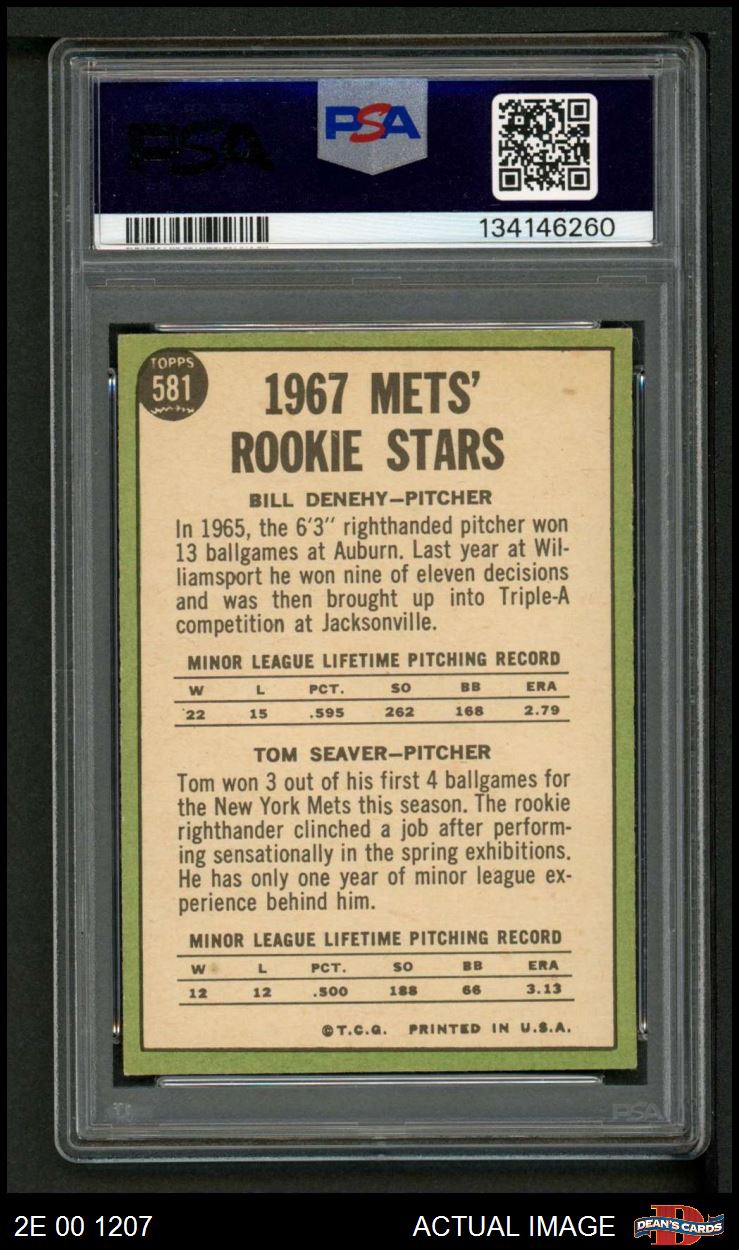 PSA
PSA
134146260
TOPPS
581
1967 METS'
ROOKIE STARS
BILL DENEHY—PITCHER
In 1965, the 6'3" righthanded pitcher won
13 ballgames at Auburn. Last year at Wil-
liamsport he won nine of eleven decisions
and was then brought up into Triple-A
competition at Jacksonville.
MINOR LEAGUE LIFETIME PITCHING RECORD
W L PCT. SO BB ERA
22 15 .595 262 168 2.79
TOM SEAVER—PITCHER
Tom won 3 out of his first 4 ballgames for
the New York Mets this season. The rookie
righthander clinched a job after perform-
ing sensationally in the spring exhibitions.
He has only one year of minor league ex-
perience behind him.
MINOR LEAGUE LIFETIME PITCHING RECORD
W L PCT. SO BB ERA
12 12 .500 188 66 3.13
©T.C.G. PRINTED IN U.S.A.
PSA
2E 00 1207
ACTUAL IMAGE
D
DEAN'S CARDS